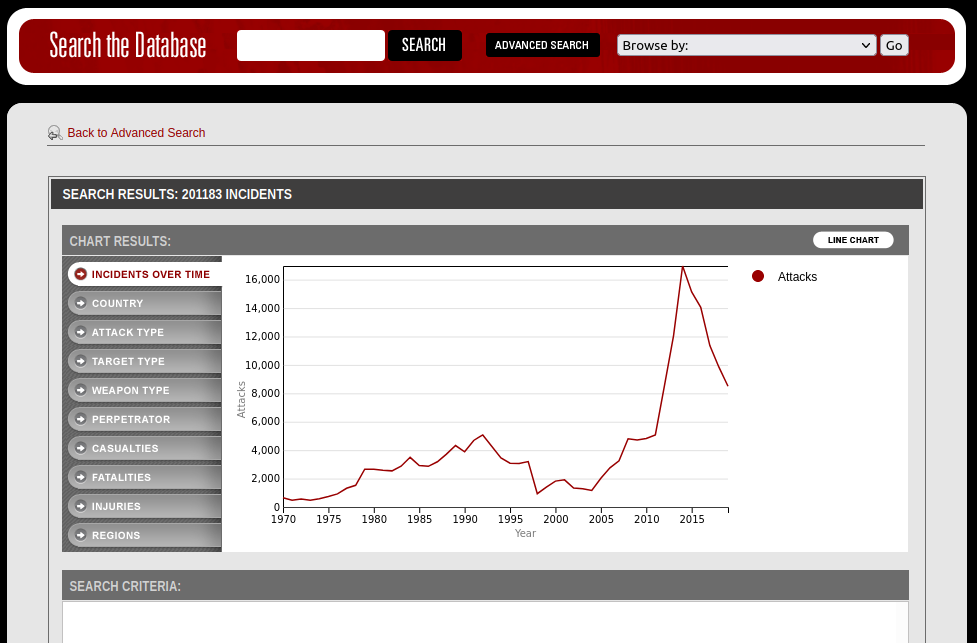 Search the Database
SEARCH
ADVANCED SEARCH
Browse by:
Go
Back to Advanced Search
SEARCH RESULTS: 201183 INCIDENTS
CHART RESULTS:
LINE CHART
INCIDENTS OVER TIME
COUNTRY
ATTACK TYPE
TARGET TYPE
WEAPON TYPE
PERPETRATOR
CASUALTIES
FATALITIES
INJURIES
REGIONS
Attacks
16,000
14,000
12,000
10,000
8,000
6,000
4,000
2,000
0
1970 1975 1980 1985 1990 1995 2000 2005 2010 2015
Year
Attacks
SEARCH CRITERIA: